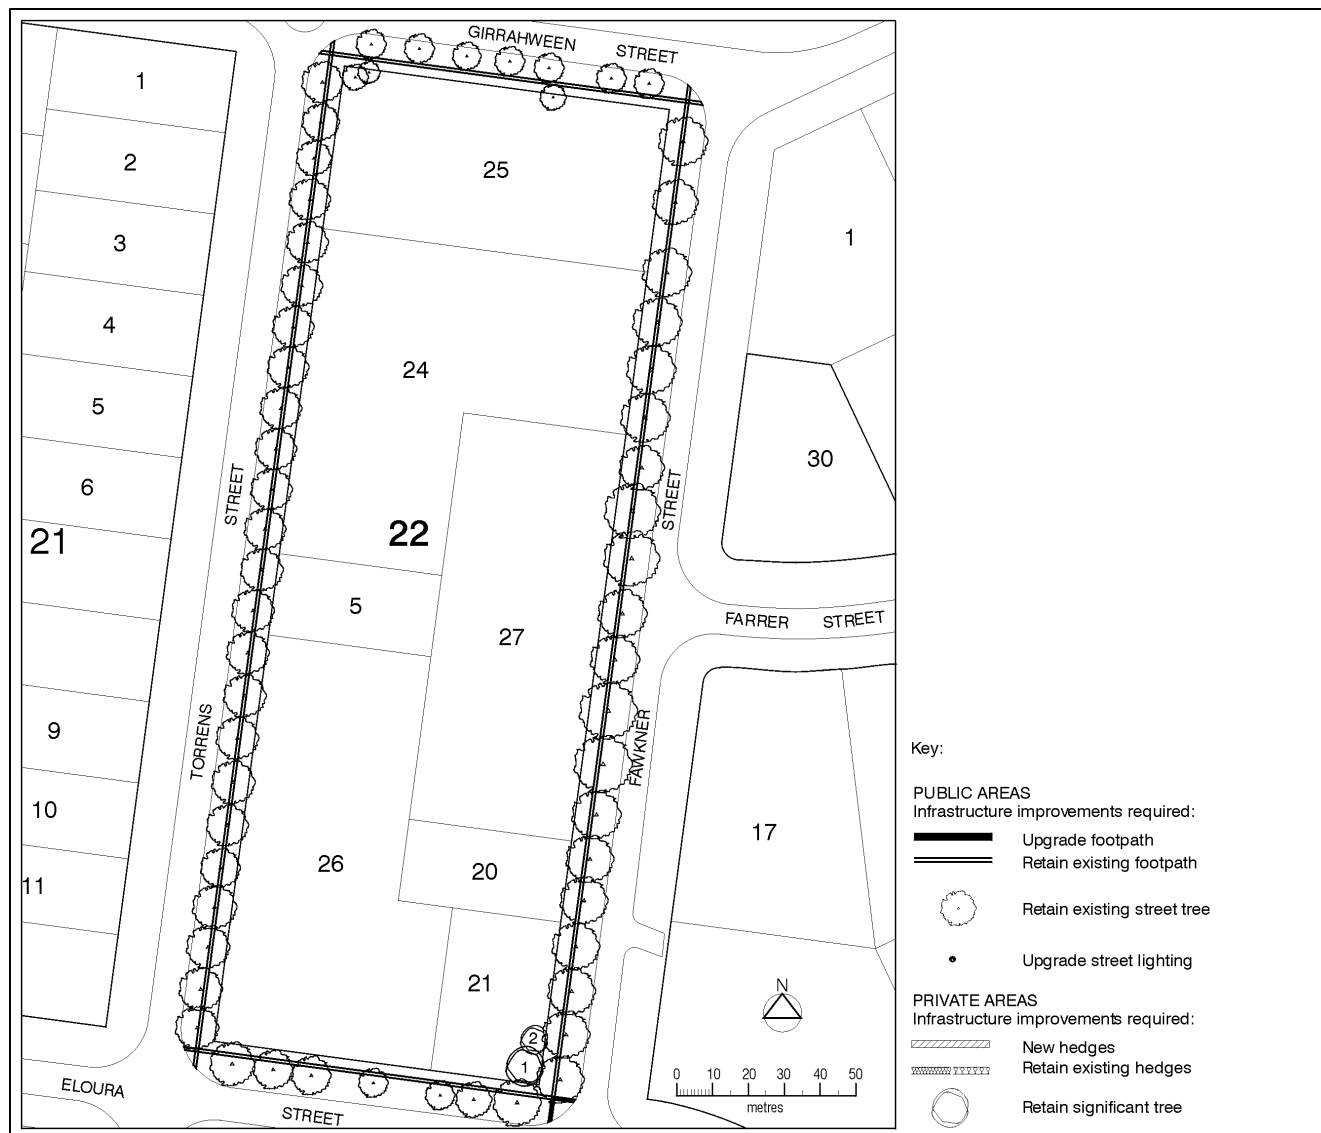 GIRRAHWEEN STREET
1
2
3
4
5
6
21
9
10
11
STREET
TORRENS
25
24
22
5
27
26
20
21
2
1
STREET
FAWKNER
1
30
FARRER STREET
17
N
0 10 20 30 40 50
metres
ELOURA
STREET
Key:
PUBLIC AREAS
Infrastructure improvements required:
Upgrade footpath
Retain existing footpath
Retain existing street tree
Upgrade street lighting
PRIVATE AREAS
Infrastructure improvements required:
New hedges
Retain existing hedges
Retain significant tree